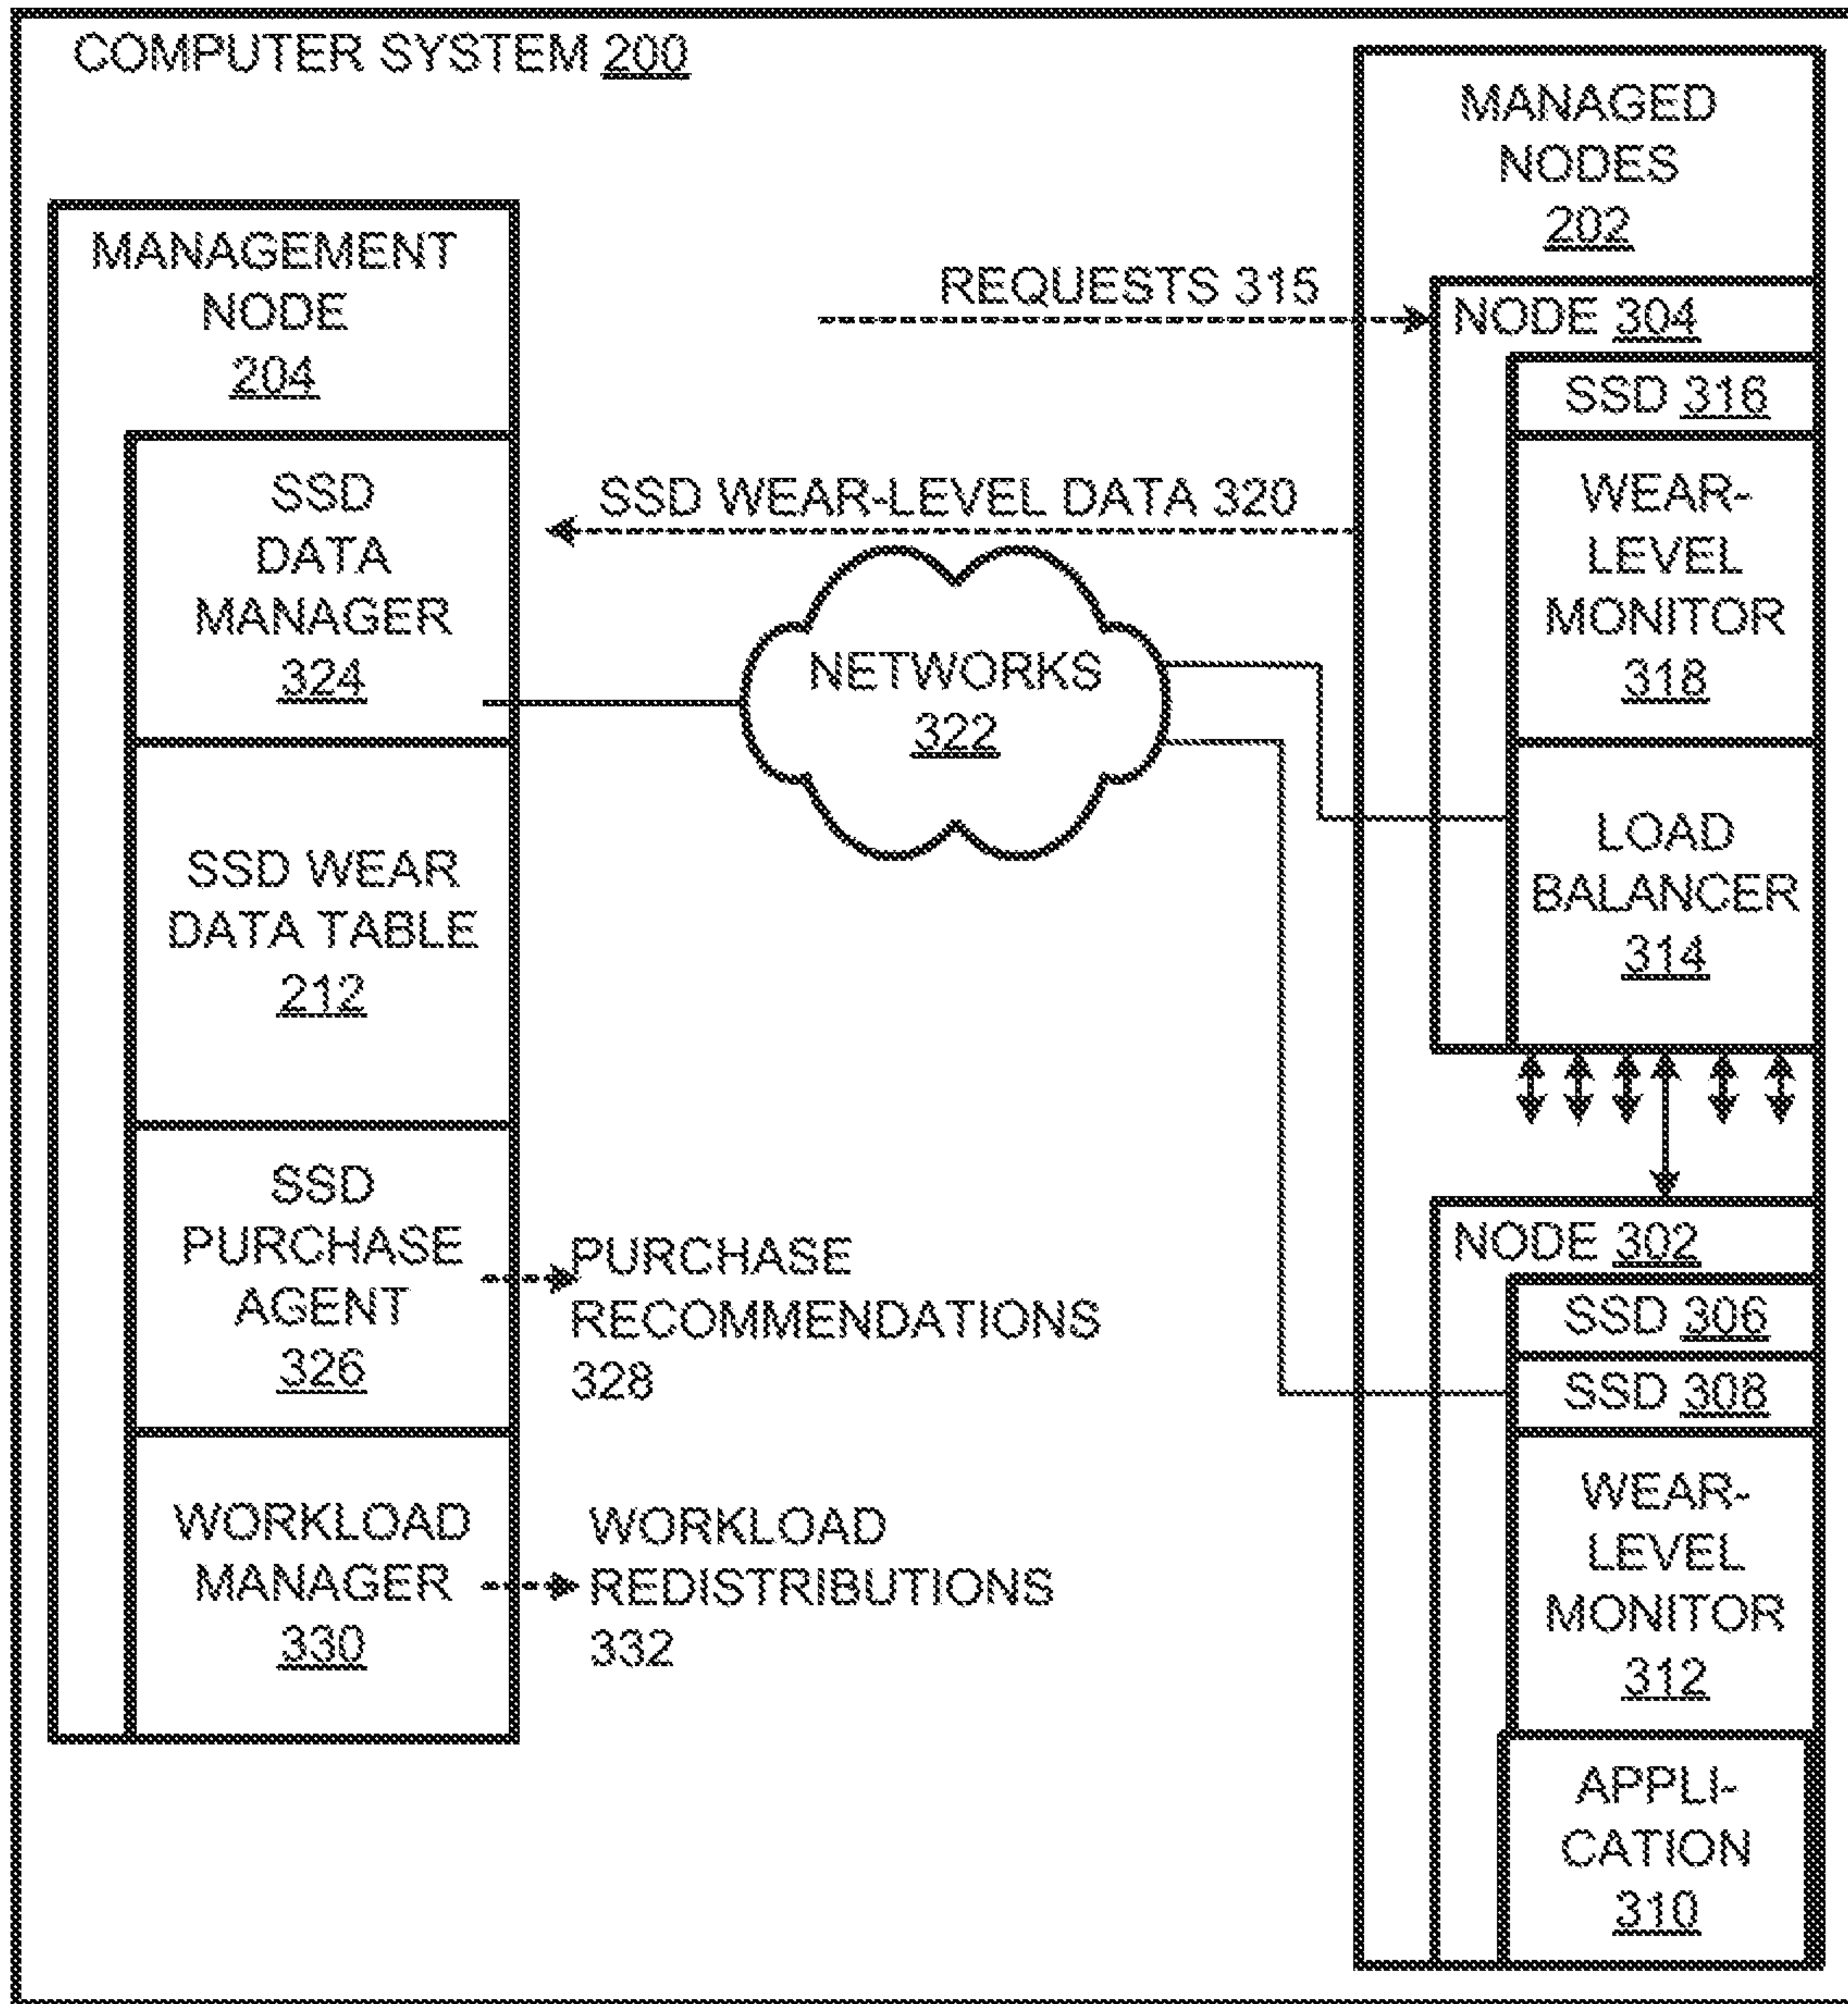 COMPUTER SYSTEM 200
MANAGEMENT
NODE
204
SSD
DATA
MANAGER
324
SSD WEAR
DATA TABLE
212
SSD
PURCHASE
AGENT
326
WORKLOAD
MANAGER
330
REQUESTS 315
SSD WEAR-LEVEL DATA 320
NETWORKS
322
PURCHASE
RECOMMENDATIONS
328
WORKLOAD
REDISTRIBUTIONS
332
MANAGED
NODES
202
NODE 304
SSD 316
WEAR-
LEVEL
MONITOR
318
LOAD
BALANCER
314
NODE 302
SSD 306
SSD 308
WEAR-
LEVEL
MONITOR
312
APPLI-
CATION
310